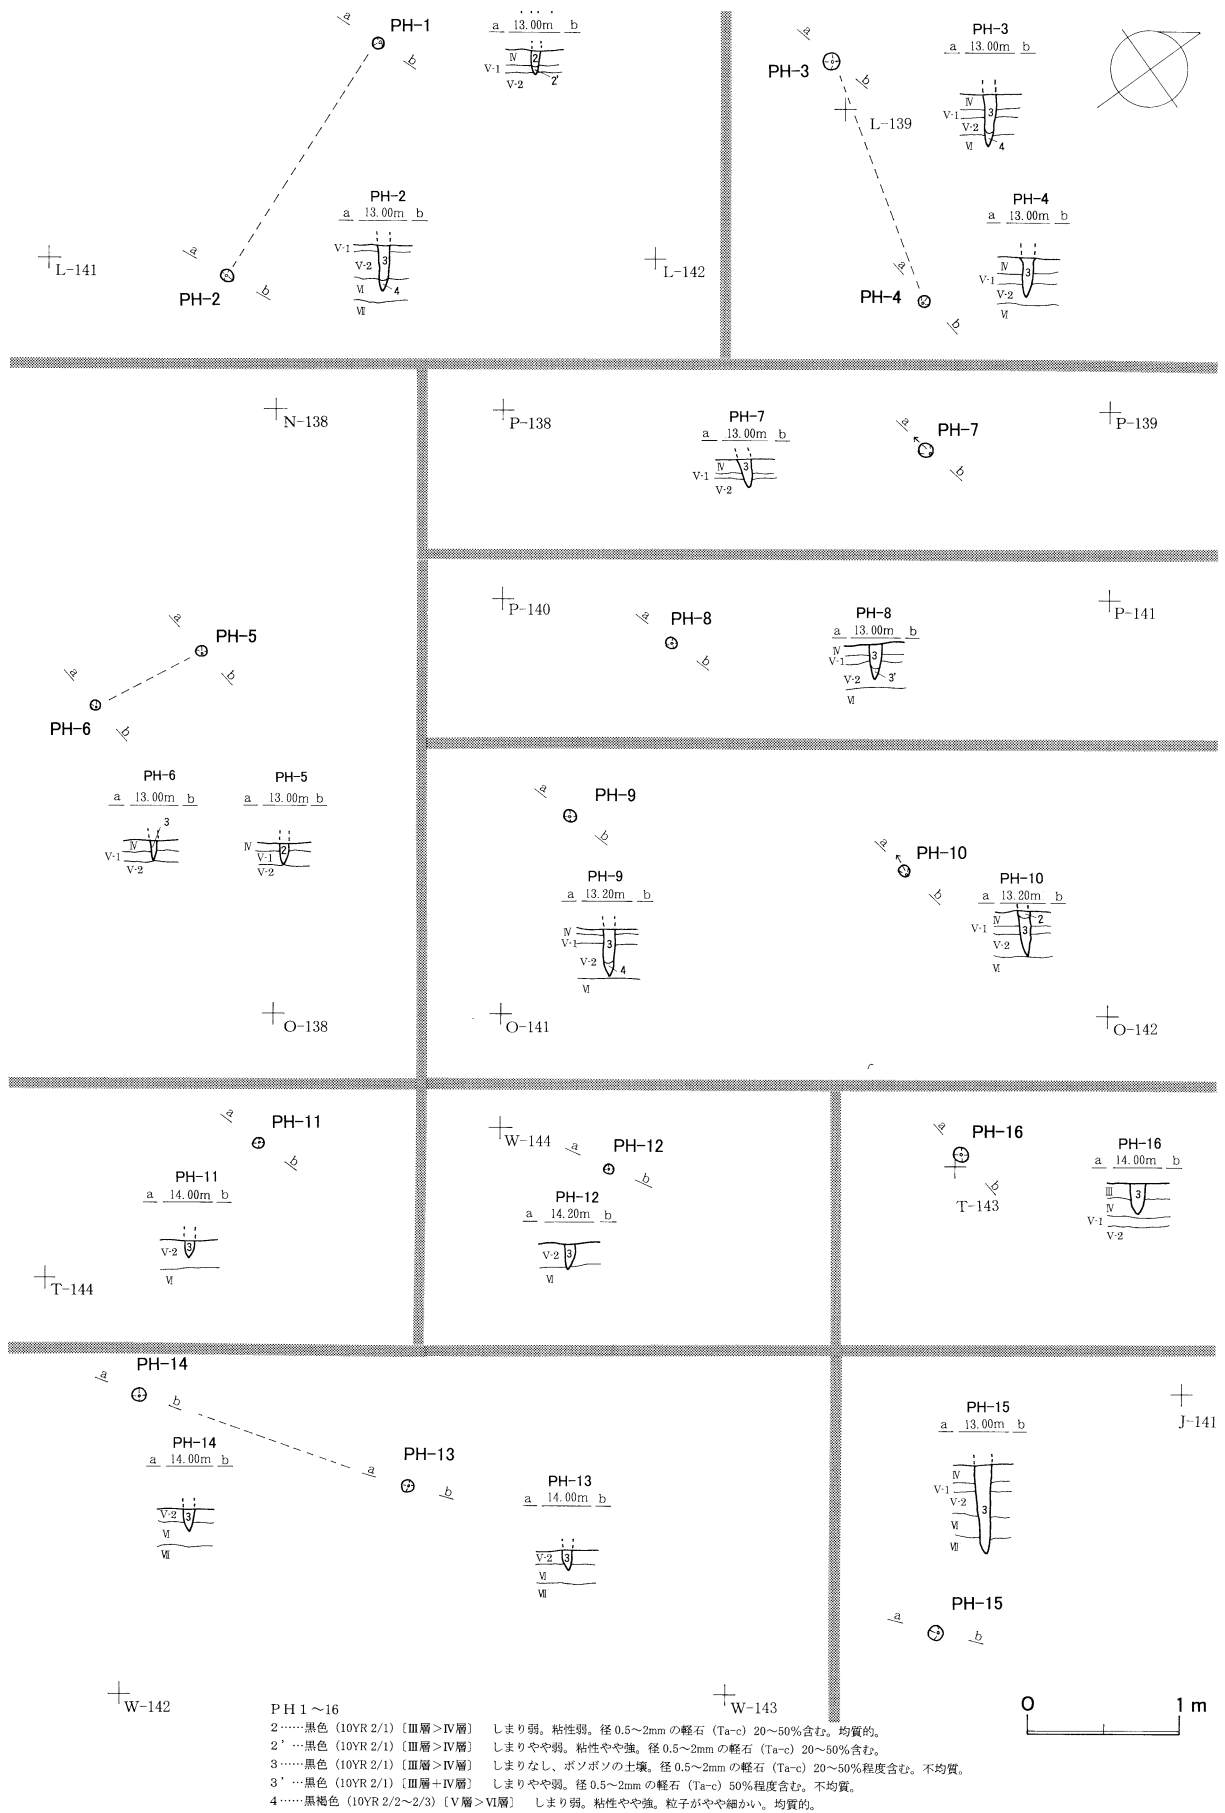 a
PH-1
b
a 13.00m b
Ⅳ
2
V-1
V-2
2'
PH-2
a 13.00m b
V-1
3
V-2
Ⅵ
4
Ⅶ
a
b
PH-2
L-141
L-142
a
PH-3
b
L-139
PH-3
a 13.00m b
Ⅳ
V-1
3
V-2
Ⅵ
4
PH-4
a 13.00m b
Ⅳ
3
V-1
V-2
Ⅵ
a
PH-4
b
N-138
a
PH-5
b
a
PH-6
b
PH-6
a 13.00m b
3
Ⅳ
V-1
V-2
PH-5
a 13.00m b
Ⅳ
2
V-1
V-2
O-138
P-138
PH-7
a 13.00m b
Ⅳ
3
V-1
V-2
a
PH-7
b
P-139
P-140
a
PH-8
b
PH-8
a 13.00m b
Ⅳ
3
V-1
V-2
3'
Ⅵ
P-141
a
PH-9
b
PH-9
a 13.20m b
Ⅳ
V-1
3
V-2
4
Ⅵ
a
PH-10
b
PH-10
a 13.20m b
Ⅳ
2
V-1
3
V-2
Ⅵ
O-141
O-142
a
PH-11
b
PH-11
a 14.00m b
V-2
3
Ⅵ
T-144
W-144
a
PH-12
b
PH-12
a 14.20m b
V-2
3
Ⅵ
a
PH-16
b
T-143
PH-16
a 14.00m b
Ⅲ
3
Ⅳ
V-1
V-2
PH-14
a
b
PH-14
a 14.00m b
V-2
3
Ⅵ
Ⅶ
a
PH-13
b
PH-13
a 14.00m b
V-2
3
Ⅵ
Ⅶ
W-142
W-143
J-141
PH-15
a 13.00m b
Ⅳ
V-1
V-2
3
Ⅵ
Ⅶ
a
PH-15
b
0 1m
PH1～16
2……黒色（10YR 2/1）〔Ⅲ層＞Ⅳ層〕 しまり弱。粘性弱。径0.5～2mmの軽石（Ta-c）20～50%含む。均質的。
2'…黒色（10YR 2/1）〔Ⅲ層＞Ⅳ層〕 しまりやや弱。粘性やや強。径0.5～2mmの軽石（Ta-c）20～50%含む。
3……黒色（10YR 2/1）〔Ⅲ層＞Ⅳ層〕 しまりなし、ボソボソの土壌。径0.5～2mmの軽石（Ta-c）20～50%程度含む。不均質。
3'…黒色（10YR 2/1）〔Ⅲ層＋Ⅳ層〕 しまりやや弱。径0.5～2mmの軽石（Ta-c）50%程度含む。不均質。
4……黒褐色（10YR 2/2～2/3）〔Ⅴ層＞Ⅵ層〕 しまり弱。粘性やや強。粒子がやや細かい。均質的。